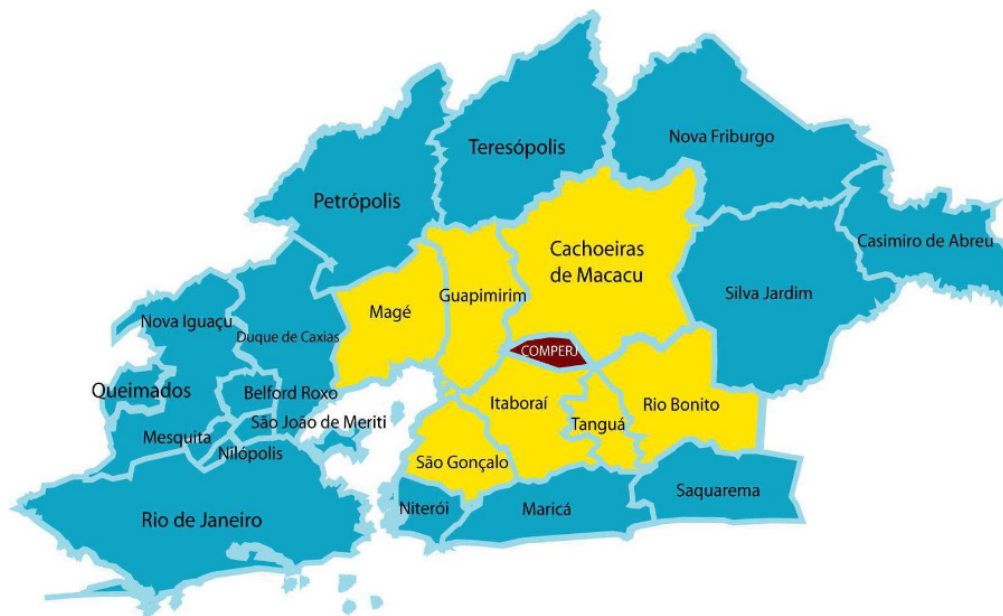 Nova Friburgo
Teresópolis
Petrópolis
Casimiro de Abreu
Cachoeiras
de Macacu
Silva Jardim
Guapimirim
Magé
Nova Iguaçu
Duque de Caxias
COMPERJ
Queimados
Belford Roxo
Itaboraí
Rio Bonito
São João de Meriti
Tanguá
Mesquita
Nilópolis
São Gonçalo
Saquarema
Niterói
Maricá
Rio de Janeiro